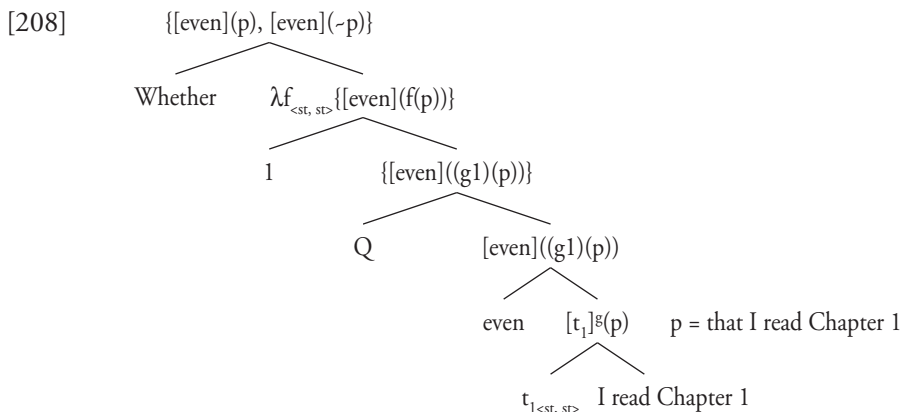 [208] {[even](p), [even](~p)}
Whether λf<st, st>{[even](f(p))}
1 {[even]((g1)(p))}
Q [even]((g1)(p))
even [t1]g(p) p = that I read Chapter 1
t1<st, st> I read Chapter 1